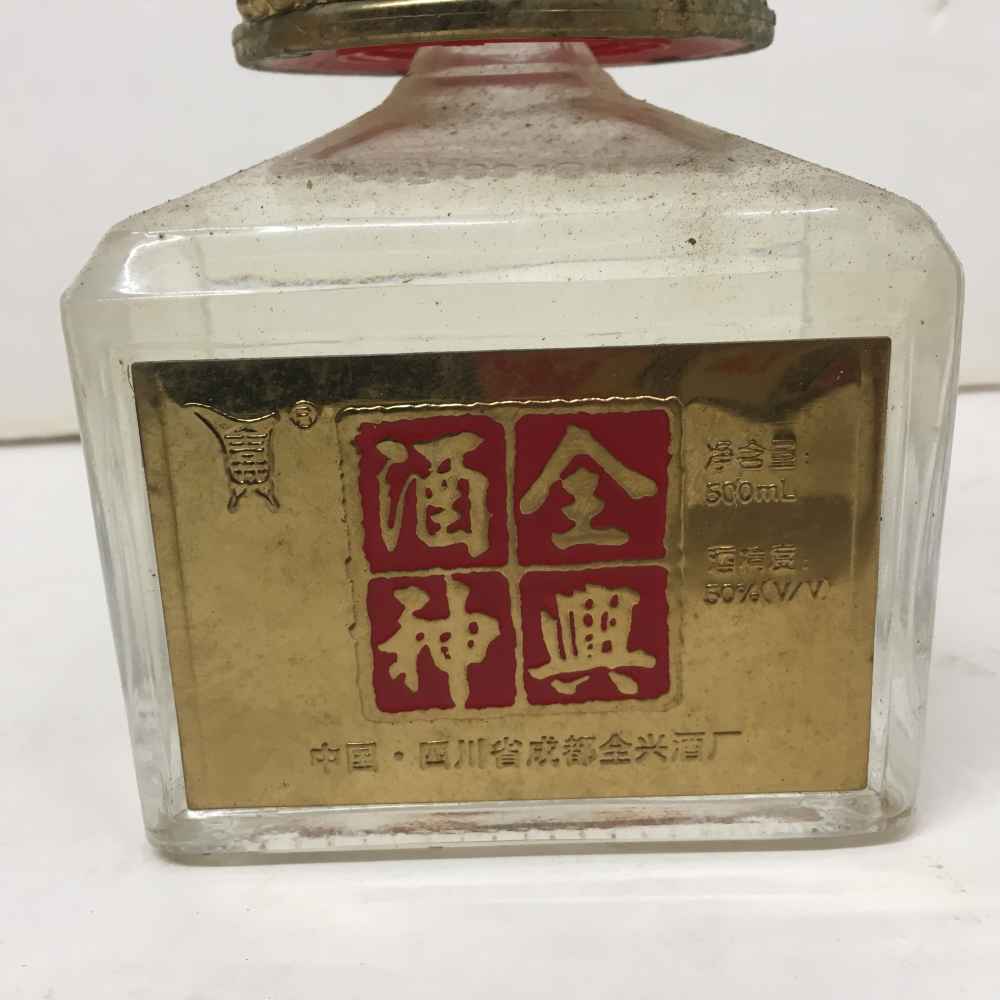 ®
全興
酒神
净含量:
500mL
酒精度:
50%(V/V)
中国·四川省成都全兴酒厂